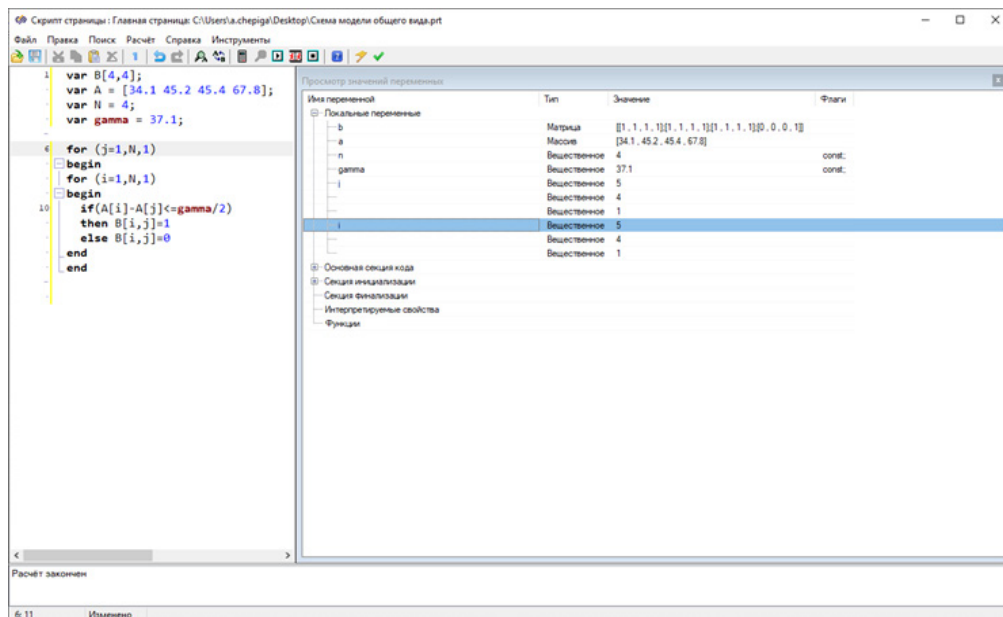 Скрипт страницы : Главная страница: C:\Users\a.chepiga\Desktop\Схема модели общего вида.prt
Файл Правка Поиск Расчёт Справка Инструменты
1 var B[4,4];
var A = [34.1 45.2 45.4 67.8];
var N = 4;
var gamma = 37.1;
6 for (j=1,N,1)
begin
for (i=1,N,1)
begin
10 if(A[i]-A[j]<=gamma/2)
then B[i,j]=1
else B[i,j]=0
end
end
Просмотр значений переменных
Имя переменной Тип Значение Флаги
Локальные переменные
b Матрица [[1 , 1 , 1 , 1];[1 , 1 , 1 , 1];[1 , 1 , 1 , 1];[0 , 0 , 0 , 1]]
a Массив [34.1 , 45.2 , 45.4 , 67.8]
n Вещественное 4 const;
gamma Вещественное 37.1 const;
j Вещественное 5
Вещественное 4
Вещественное 1
i Вещественное 5
Вещественное 4
Вещественное 1
Основная секция кода
Секция инициализации
Секция финализации
Интерпретируемые свойства
Функции
Расчёт закончен
6: 11 Изменено